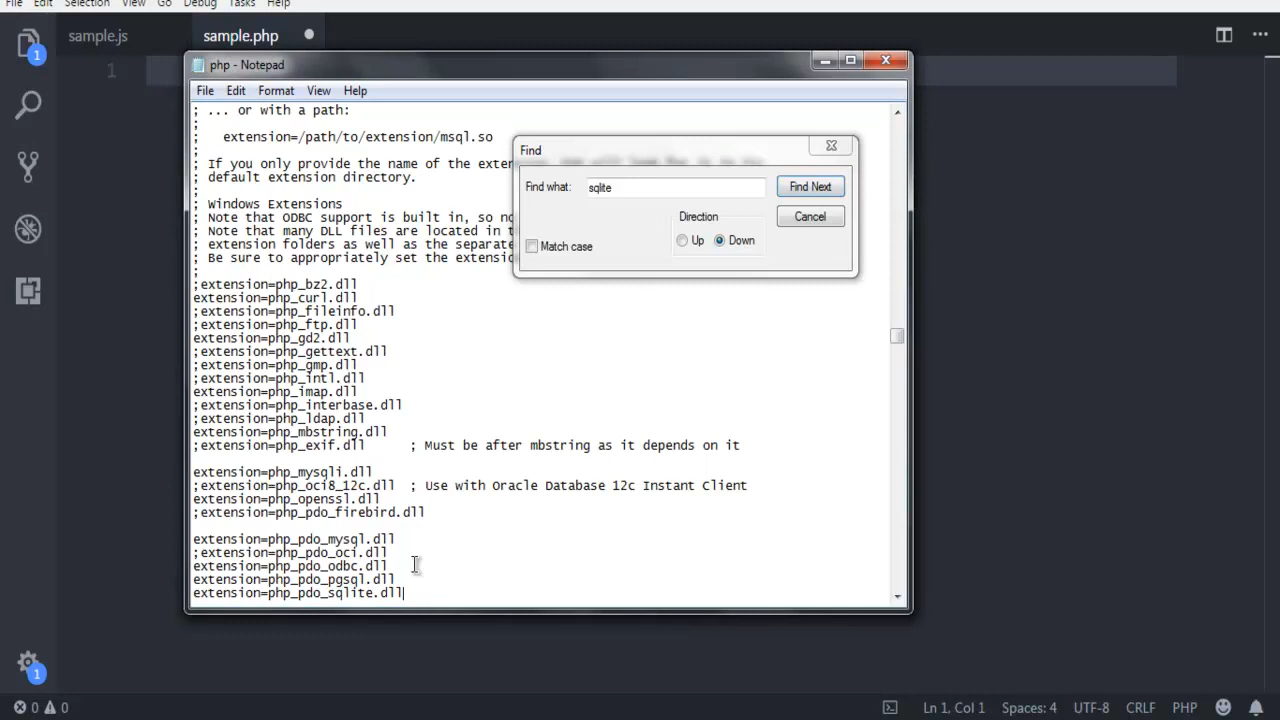 File Edit Selection View Go Debug Tasks Help
sample.js sample.php
1
1
php - Notepad
File Edit Format View Help
; ... or with a path:
;
; extension=/path/to/extension/msql.so
;
; If you only provide the name of the
; default extension directory.
;
; Windows Extensions
; Note that ODBC support is built in, so
; Note that many DLL files are located in
; extension folders as well as the separate
; Be sure to appropriately set the
;
;extension=php_bz2.dll
extension=php_curl.dll
;extension=php_fileinfo.dll
;extension=php_ftp.dll
extension=php_gd2.dll
;extension=php_gettext.dll
;extension=php_gmp.dll
;extension=php_intl.dll
extension=php_imap.dll
;extension=php_interbase.dll
;extension=php_ldap.dll
extension=php_mbstring.dll
;extension=php_exif.dll ; Must be after mbstring as it depends on it
extension=php_mysqli.dll
;extension=php_oci8_12c.dll ; Use with Oracle Database 12c Instant Client
extension=php_openssl.dll
;extension=php_pdo_firebird.dll
extension=php_pdo_mysql.dll
;extension=php_pdo_oci.dll
extension=php_pdo_odbc.dll
extension=php_pdo_pgsql.dll
extension=php_pdo_sqlite.dll
Find
Find what: sqlite Find Next
Direction Cancel
Match case Up Down
1
0 0 Ln 1, Col 1 Spaces: 4 UTF-8 CRLF PHP